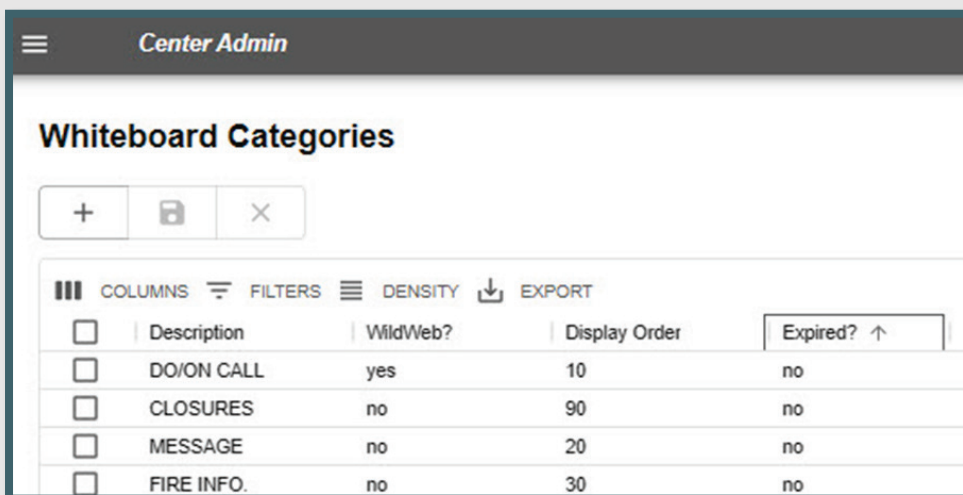 Center Admin
Whiteboard Categories
COLUMNS FILTERS DENSITY EXPORT
Description WildWeb? Display Order Expired?
DO/ON CALL yes 10 no
CLOSURES no 90 no
MESSAGE no 20 no
FIRE INFO. no 30 no